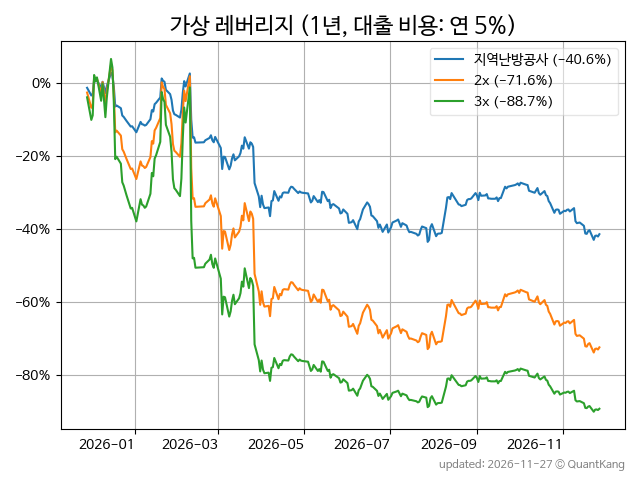 가상 레버리지 (1년, 대출 비용: 연 5%)
지역난방공사 (−40.6%)
2x (−71.6%)
3x (−88.7%)
0%
−20%
−40%
−60%
−80%
2026−01 2026−03 2026−05 2026−07 2026−09 2026−11
updated: 2026−11−27 © QuantKang